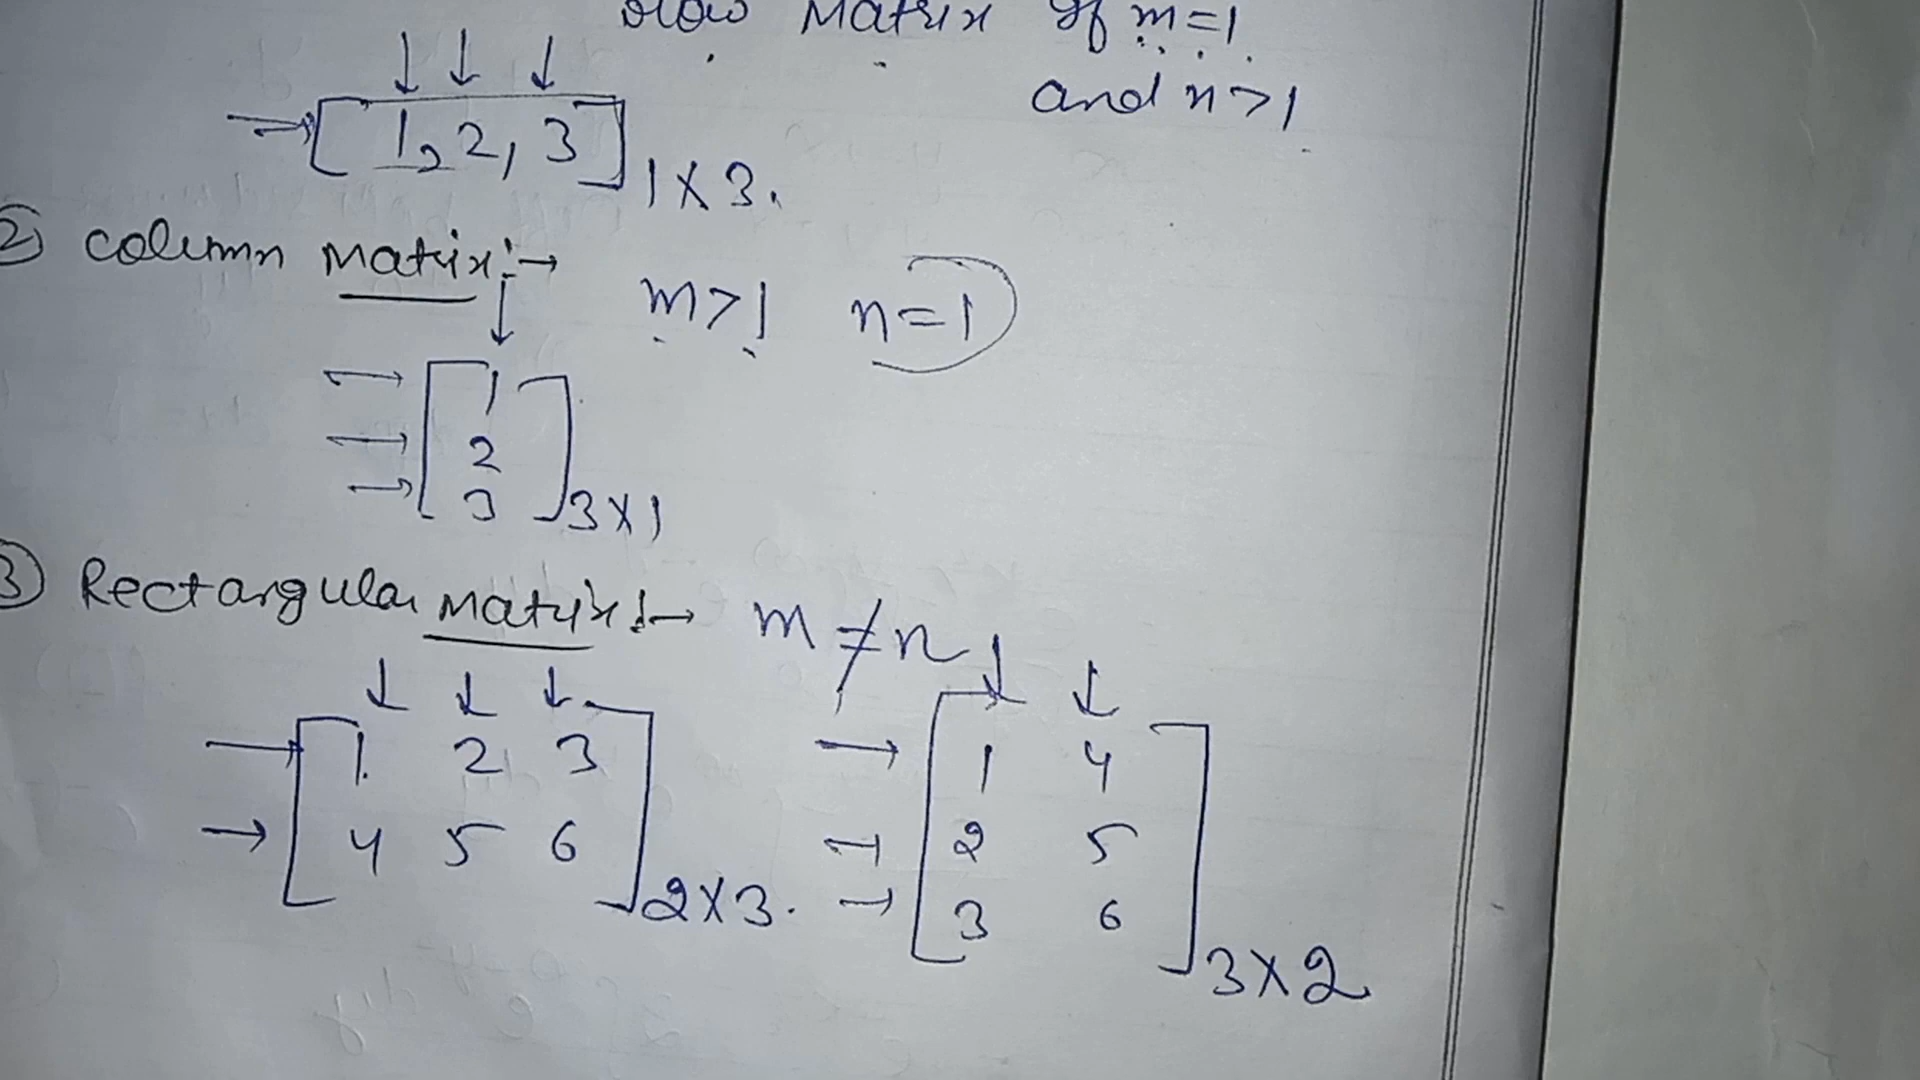 Row Matrix If m=1
and n>1
[1, 2, 3] 1×3.
② column Matrix:→
m>1 n=1
1
2
3
3×1
③ Rectangular Matrix:→ m≠n
1 2 3
4 5 6
2×3.
1 4
2 5
3 6
3×2